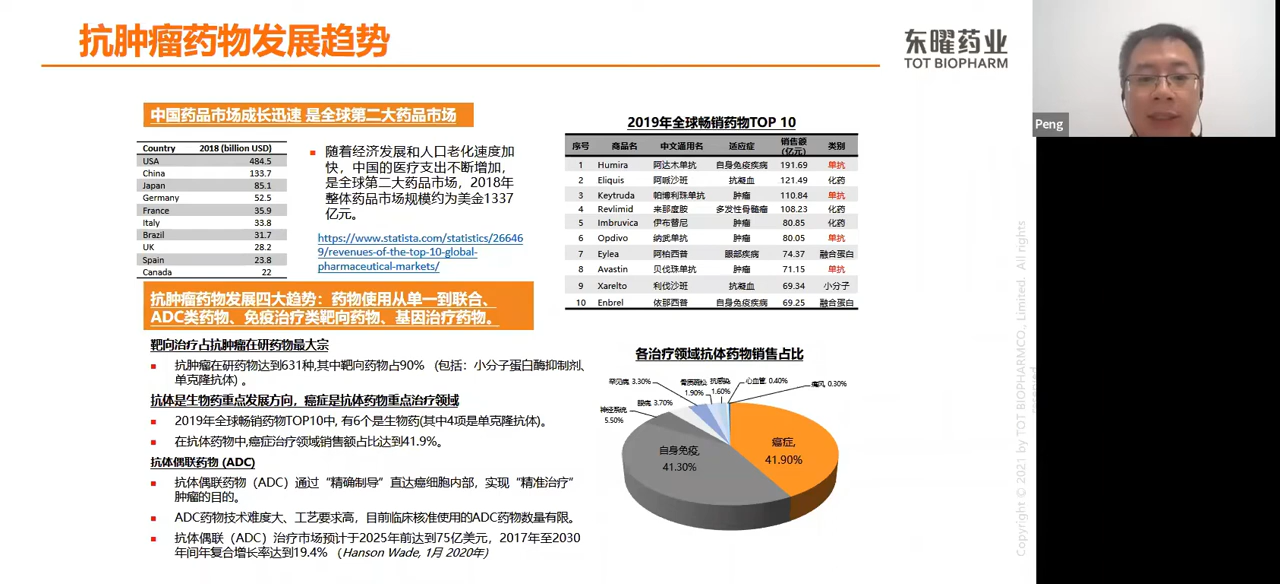 抗肿瘤药物发展趋势
东曜药业
TOT BIOPHARM
Peng
中国药品市场成长迅速 是全球第二大药品市场
Country 2018 (billion USD)
USA 484.5
China 133.7
Japan 85.1
Germany 52.5
France 35.9
Italy 33.8
Brazil 31.7
UK 28.2
Spain 23.8
Canada 22
随着经济发展和人口老化速度加
快，中国的医疗支出不断增加，
是全球第二大药品市场，2018年
整体药品市场规模约为美金1337
亿元。
https://www.statista.com/statistics/26646
9/revenues-of-the-top-10-global-
pharmaceutical-markets/
抗肿瘤药物发展四大趋势：药物使用从单一到联合、
ADC类药物、免疫治疗类靶向药物、基因治疗药物。
靶向治疗占抗肿瘤在研药物最大宗
抗肿瘤在研药物达到631种,其中靶向药物占90%（包括：小分子蛋白酶抑制剂、
单克隆抗体）。
抗体是生物药重点发展方向，癌症是抗体药物重点治疗领域
2019年全球畅销药物TOP10中, 有6个是生物药(其中4项是单克隆抗体)。
在抗体药物中,癌症治疗领域销售额占比达到41.9%。
抗体偶联药物 (ADC)
抗体偶联药物（ADC）通过“精确制导”直达癌细胞内部，实现“精准治疗”
肿瘤的目的。
ADC药物技术难度大、工艺要求高，目前临床核准使用的ADC药物数量有限。
抗体偶联（ADC）治疗市场预计于2025年前达到75亿美元，2017年至2030
年间年复合增长率达到19.4% （Hanson Wade, 1月 2020年）
2019年全球畅销药物TOP 10
序号 商品名 中文通用名 适应症 销售额(亿元) 类别
1 Humira 阿达木单抗 自身免疫疾病 191.69 单抗
2 Eliquis 阿哌沙班 抗凝血 121.49 化药
3 Keytruda 帕博利珠单抗 肿瘤 110.84 单抗
4 Revlimid 来那度胺 多发性骨髓瘤 108.23 化药
5 Imbruvica 伊布替尼 肿瘤 80.85 化药
6 Opdivo 纳武单抗 肿瘤 80.05 单抗
7 Eylea 阿柏西普 眼部疾病 74.37 融合蛋白
8 Avastin 贝伐珠单抗 肿瘤 71.15 单抗
9 Xarelto 利伐沙班 抗凝血 69.34 小分子
10 Enbrel 依那西普 自身免疫疾病 69.25 融合蛋白
各治疗领域抗体药物销售占比
罕见病 3.30%
骨质疏松 1.90%
抗感染 1.60%
心血管, 0.40%
痛风, 0.30%
眼病, 3.70%
神经系统 5.50%
自身免疫, 41.30%
癌症, 41.90%
Copyright © 2021 by TOT BIOPHARMCO., Limited. All rights
reserved.